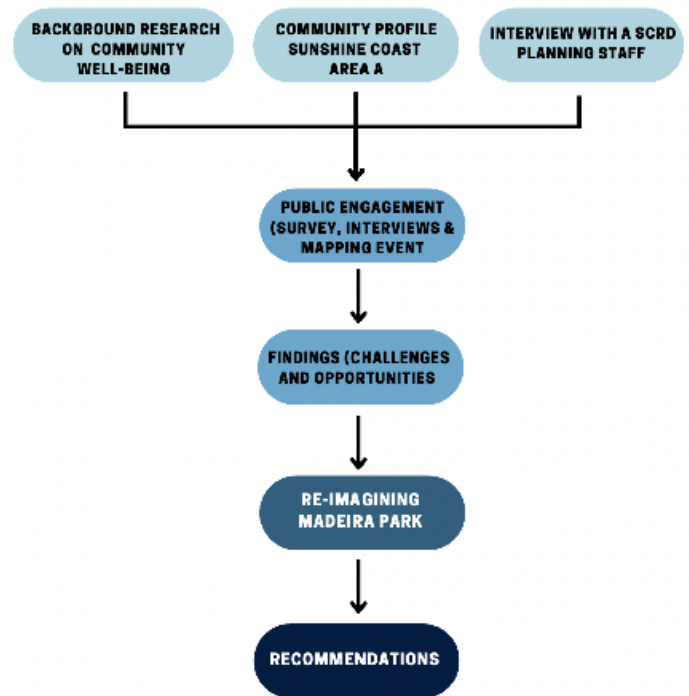 BACKGROUND RESEARCH
ON COMMUNITY
WELL-BEING
COMMUNITY PROFILE
SUNSHINE COAST
AREA A
INTERVIEW WITH A SCRD
PLANNING STAFF
PUBLIC ENGAGEMENT
(SURVEY, INTERVIEWS &
MAPPING EVENT
FINDINGS (CHALLENGES
AND OPPORTUNITIES
RE-IMAGINING
MADEIRA PARK
RECOMMENDATIONS